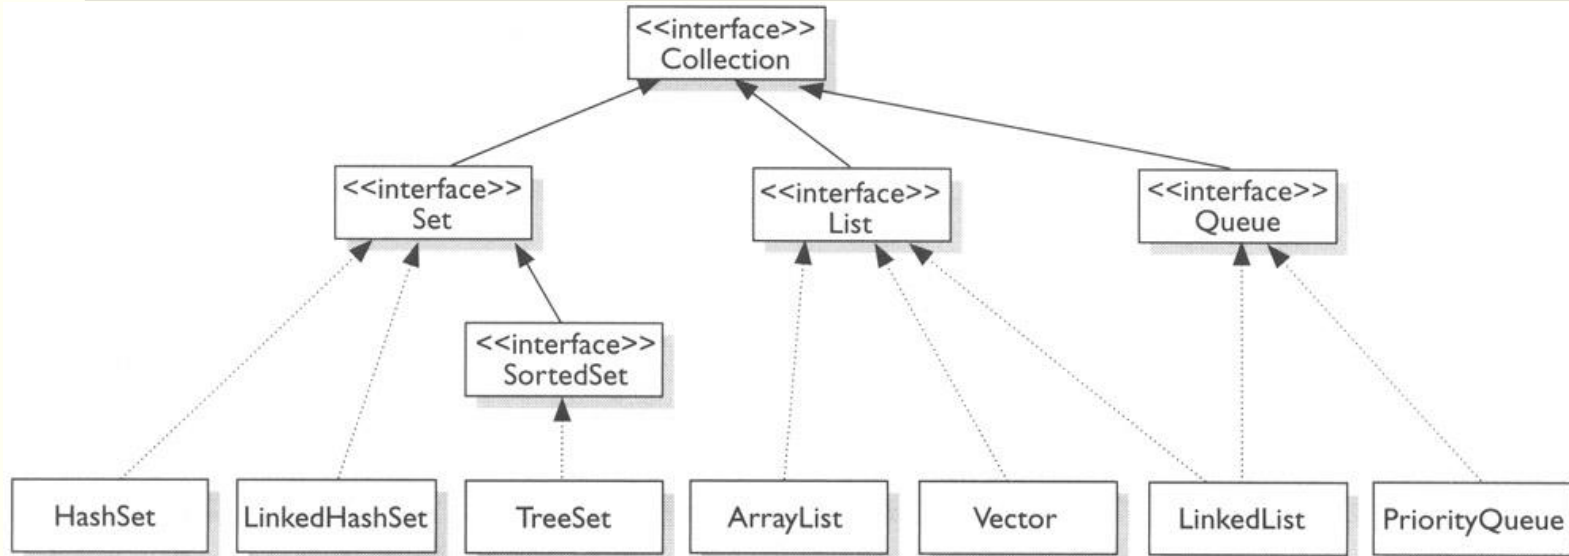 <<interface>>
Collection
<<interface>>
Set
<<interface>>
List
<<interface>>
Queue
<<interface>>
SortedSet
HashSet
LinkedHashSet
TreeSet
ArrayList
Vector
LinkedList
PriorityQueue